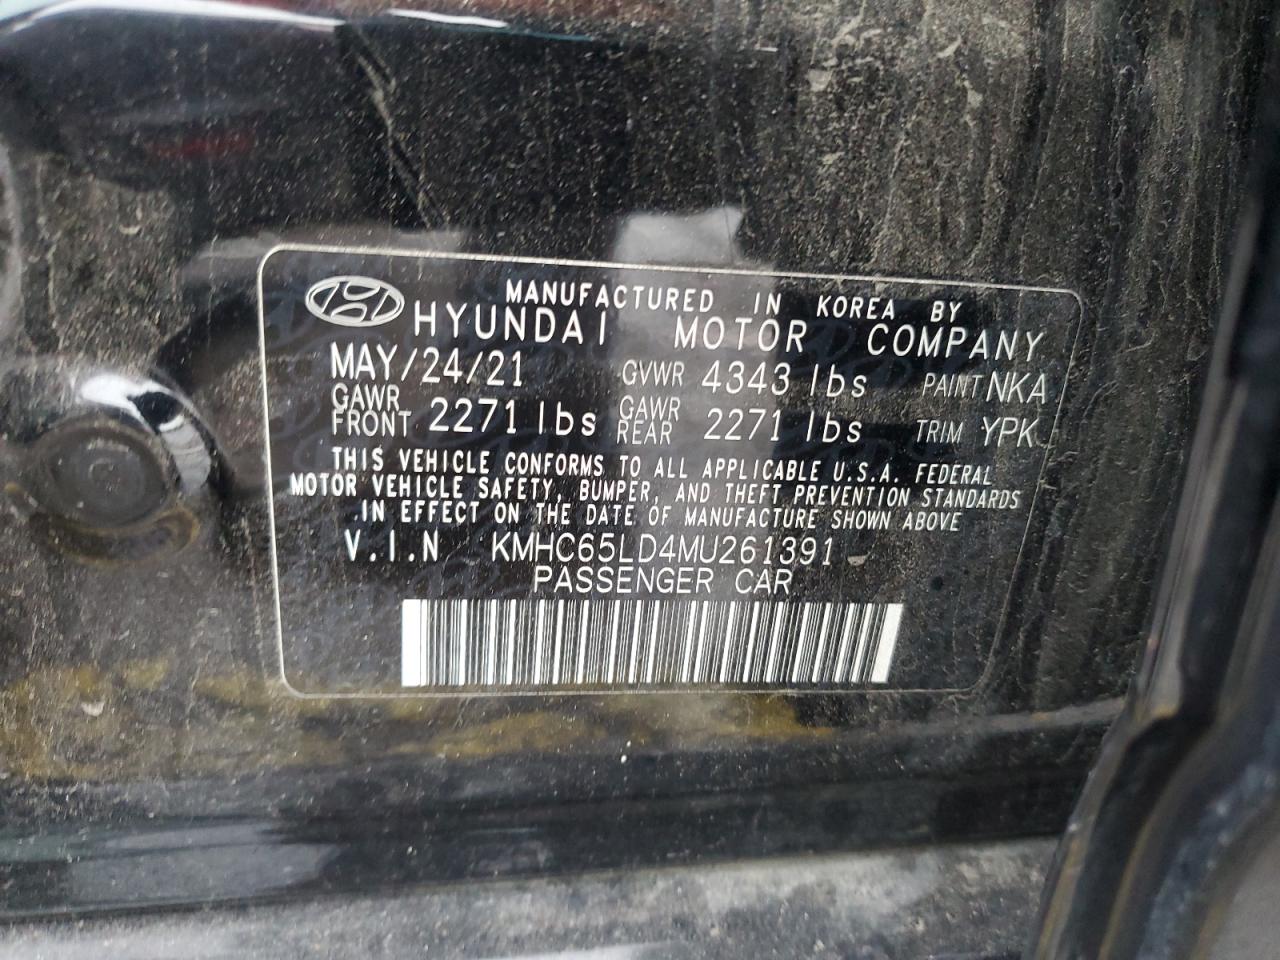 MANUFACTURED IN KOREA BY
HYUNDAI MOTOR COMPANY
MAY/24/21 GVWR 4343 lbs PAINT NKA
GAWR FRONT 2271 lbs GAWR REAR 2271 lbs TRIM YPK
THIS VEHICLE CONFORMS TO ALL APPLICABLE U.S.A. FEDERAL
MOTOR VEHICLE SAFETY, BUMPER, AND THEFT PREVENTION STANDARDS
IN EFFECT ON THE DATE OF MANUFACTURE SHOWN ABOVE
V.I.N KMHC65LD4MU261391
PASSENGER CAR